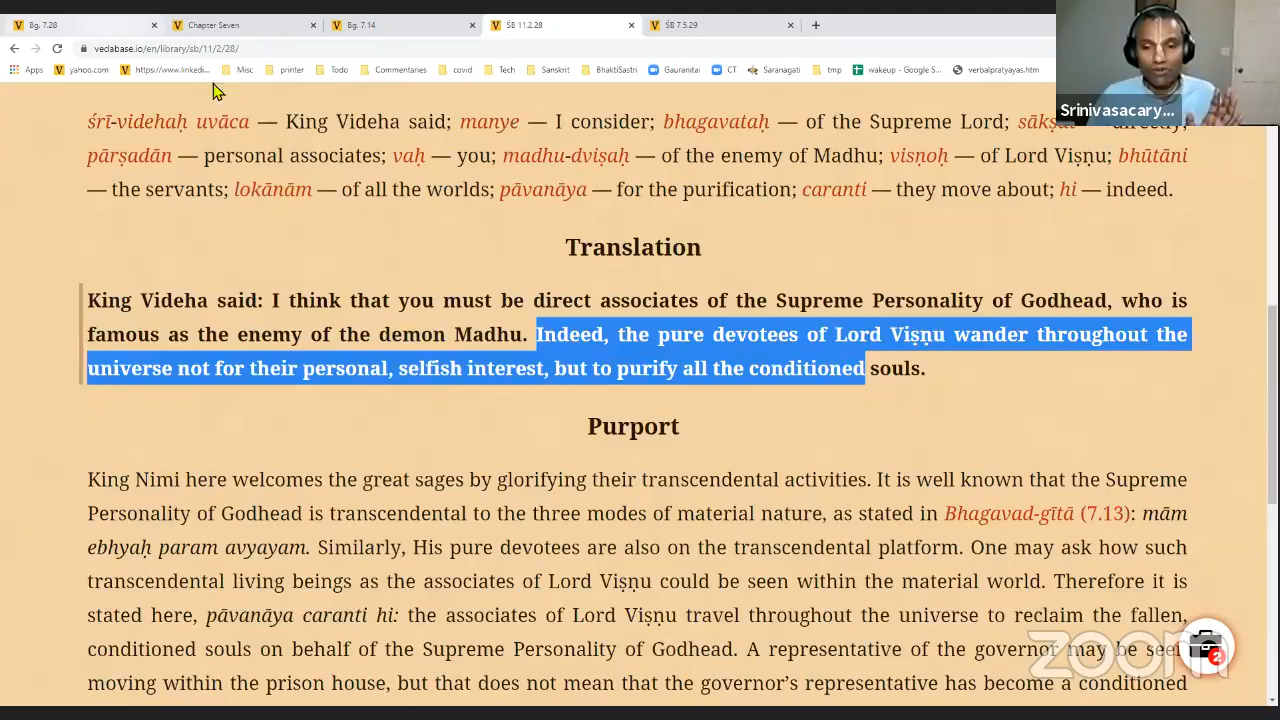 Bg. 7.28
Chapter Seven
Bg. 7.14
ŚB 11.2.28
ŚB 7.5.29
vedabase.io/en/library/sb/11/2/28/
Apps yahoo.com https://www.linkedi... Misc printer Todo Commentaries covid Tech Sanskrit BhaktiSastri Gauranitai CT Saranagati tmp wakeup - Google S... verbalpratyayas.htm
Srinivasacary...
śrī-videhaḥ uvāca — King Videha said; manye — I consider; bhagavataḥ — of the Supreme Lord; directly;
pārṣadān — personal associates; vaḥ — you; madhu-dviṣaḥ — of the enemy of Madhu; viṣṇoḥ — of Lord Viṣṇu; bhūtāni
— the servants; lokānām — of all the worlds; pāvanāya — for the purification; caranti — they move about; hi — indeed.
Translation
King Videha said: I think that you must be direct associates of the Supreme Personality of Godhead, who is
famous as the enemy of the demon Madhu. Indeed, the pure devotees of Lord Viṣṇu wander throughout the
universe not for their personal, selfish interest, but to purify all the conditioned souls.
Purport
King Nimi here welcomes the great sages by glorifying their transcendental activities. It is well known that the Supreme
Personality of Godhead is transcendental to the three modes of material nature, as stated in Bhagavad-gītā (7.13): mām
ebhyaḥ param avyayam. Similarly, His pure devotees are also on the transcendental platform. One may ask how such
transcendental living beings as the associates of Lord Viṣṇu could be seen within the material world. Therefore it is
stated here, pāvanāya caranti hi: the associates of Lord Viṣṇu travel throughout the universe to reclaim the fallen,
conditioned souls on behalf of the Supreme Personality of Godhead. A representative of the governor may be seen
moving within the prison house, but that does not mean that the governor's representative has become a conditioned
zoom
2